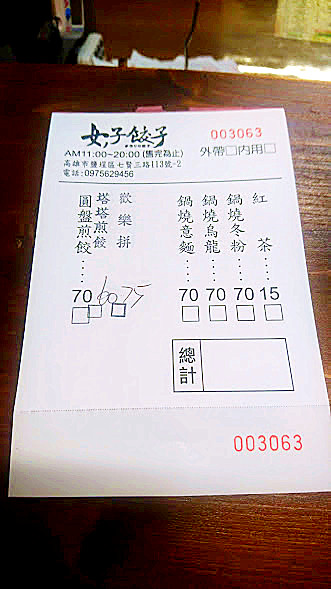 女子餃子
003063
AM11:00~20:00(售完為止)
外帶□內用□
高雄市鹽埕區七賢三路113號-2
電話:0975629456
紅茶‥‥15
鍋燒冬粉‥‥70
鍋燒烏龍‥‥70
鍋燒意麵‥‥70
歡樂拼 75
塔塔煎餃 60
圓盤煎餃‥‥70
總計
003063